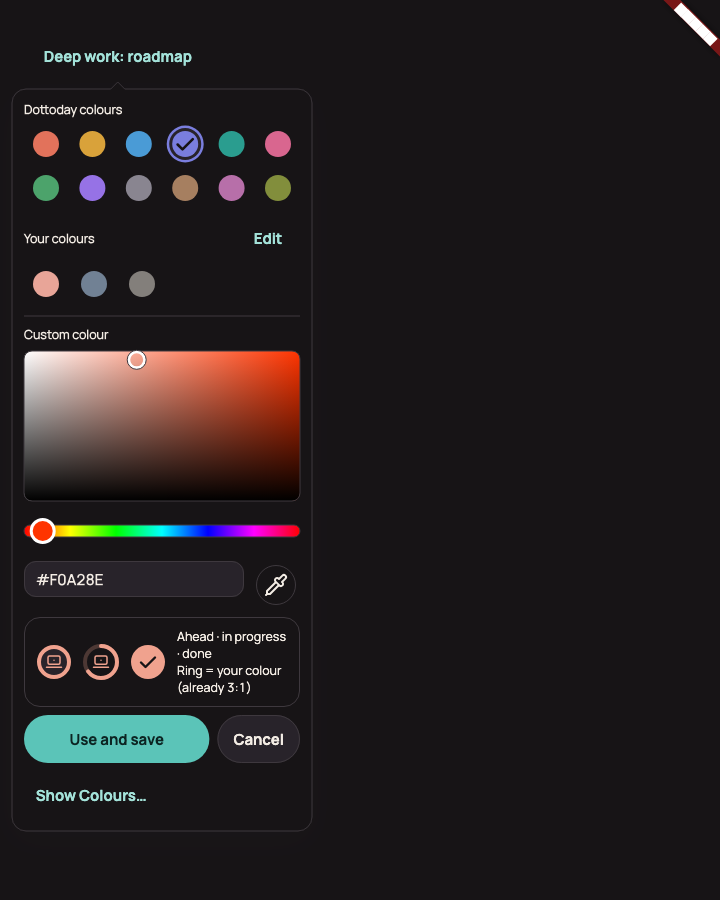 Deep work: roadmap
Dottoday colours
Your colours
Edit
Custom colour
#F0A28E
Ahead · in progress
· done
Ring = your colour
(already 3:1)
Use and save
Cancel
Show Colours...